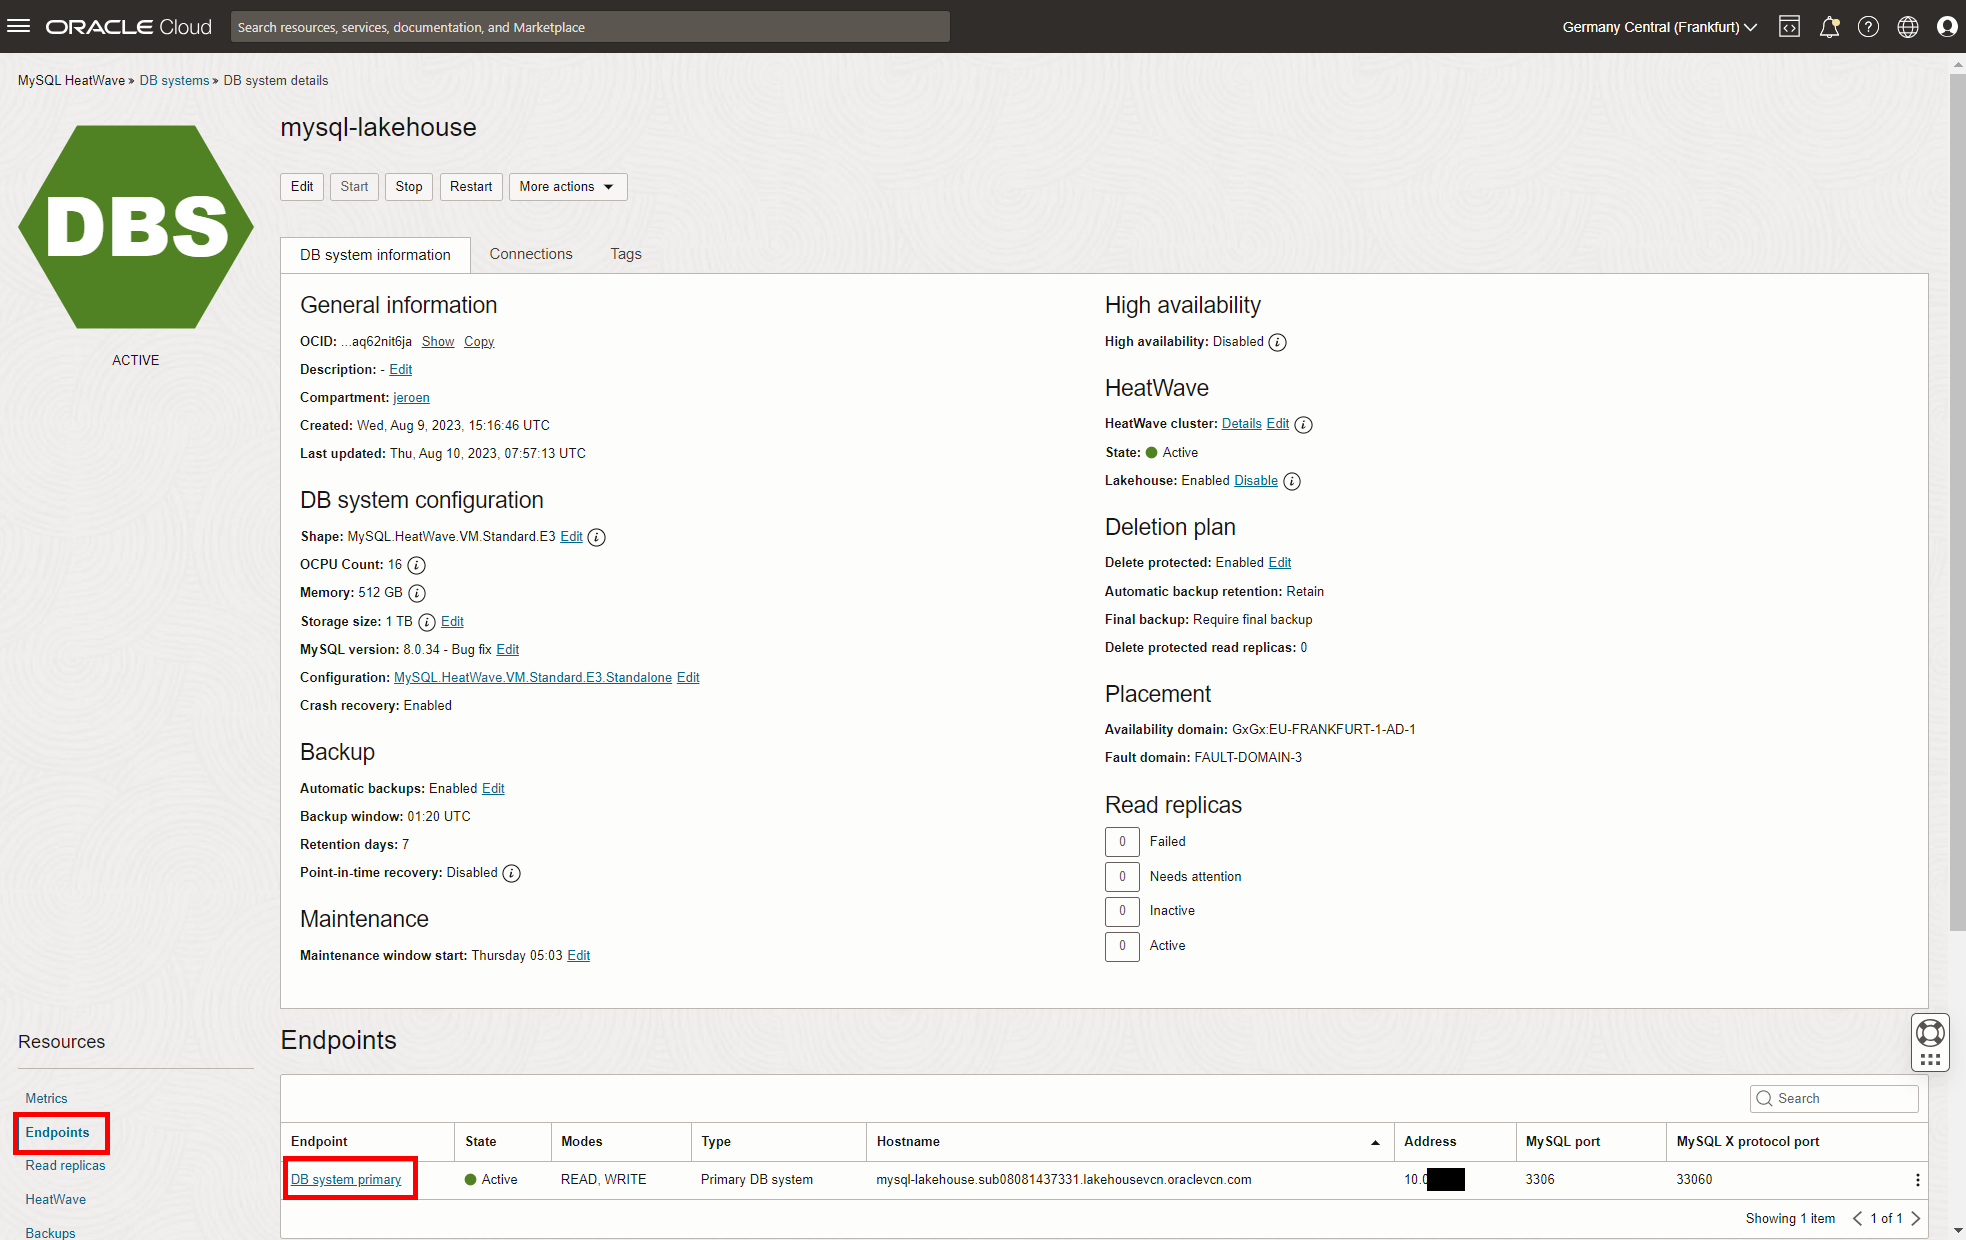 ORACLE Cloud
Search resources, services, documentation, and Marketplace
Germany Central (Frankfurt)
MySQL HeatWave » DB systems » DB system details
DBS
ACTIVE
mysql-lakehouse
Edit Start Stop Restart More actions
DB system information Connections Tags
General information
OCID: ...aq62nit6ja Show Copy
Description: - Edit
Compartment: jeroen
Created: Wed, Aug 9, 2023, 15:16:46 UTC
Last updated: Thu, Aug 10, 2023, 07:57:13 UTC
DB system configuration
Shape: MySQL.HeatWave.VM.Standard.E3 Edit
OCPU Count: 16
Memory: 512 GB
Storage size: 1 TB Edit
MySQL version: 8.0.34 - Bug fix Edit
Configuration: MySQL.HeatWave.VM.Standard.E3.Standalone Edit
Crash recovery: Enabled
Backup
Automatic backups: Enabled Edit
Backup window: 01:20 UTC
Retention days: 7
Point-in-time recovery: Disabled
Maintenance
Maintenance window start: Thursday 05:03 Edit
High availability
High availability: Disabled
HeatWave
HeatWave cluster: Details Edit
State: Active
Lakehouse: Enabled Disable
Deletion plan
Delete protected: Enabled Edit
Automatic backup retention: Retain
Final backup: Require final backup
Delete protected read replicas: 0
Placement
Availability domain: GxGx:EU-FRANKFURT-1-AD-1
Fault domain: FAULT-DOMAIN-3
Read replicas
0 Failed
0 Needs attention
0 Inactive
0 Active
Resources
Metrics
Endpoints
Read replicas
HeatWave
Backups
Endpoints
Search
Endpoint State Modes Type Hostname Address MySQL port MySQL X protocol port
DB system primary Active READ, WRITE Primary DB system mysql-lakehouse.sub08081437331.lakehousevcn.oraclevcn.com 10.0 3306 33060
Showing 1 item 1 of 1